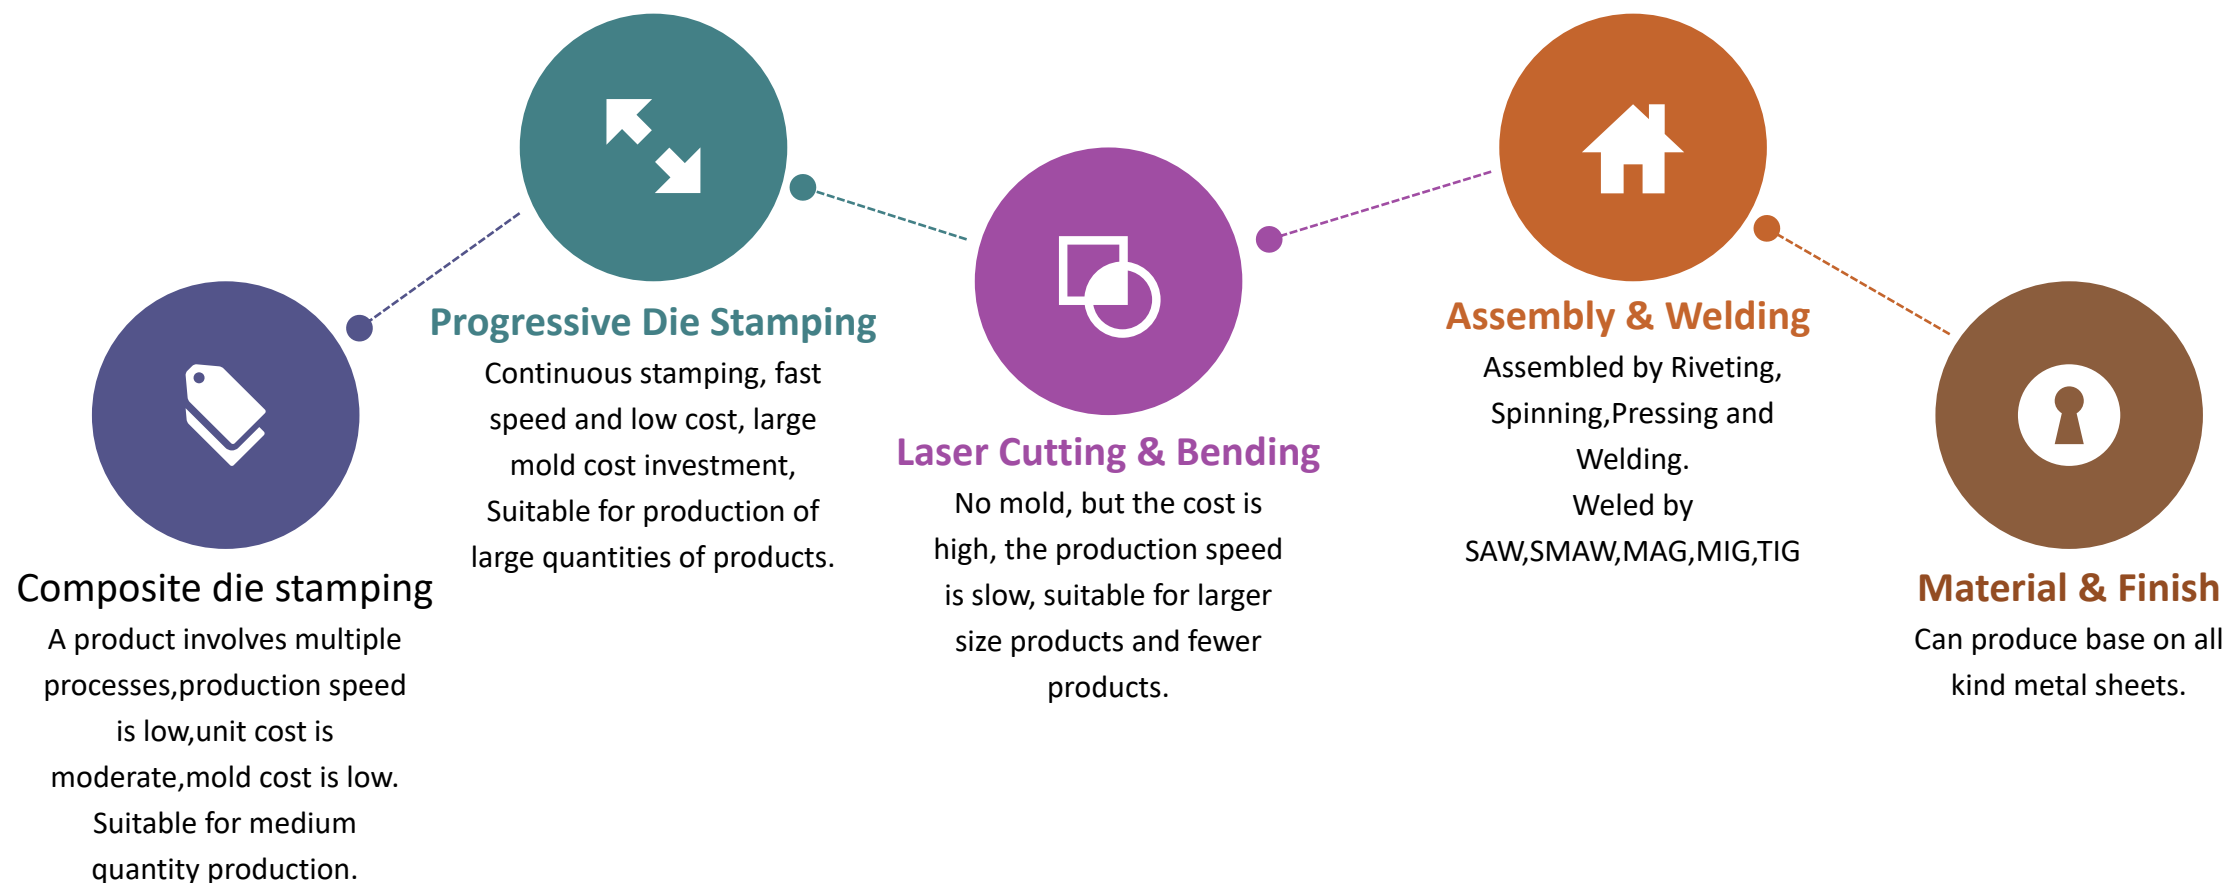 Composite die stamping
A product involves multiple
processes,production speed
is low,unit cost is
moderate,mold cost is low.
Suitable for medium
quantity production.
Progressive Die Stamping
Continuous stamping, fast
speed and low cost, large
mold cost investment,
Suitable for production of
large quantities of products.
Laser Cutting & Bending
No mold, but the cost is
high, the production speed
is slow, suitable for larger
size products and fewer
products.
Assembly & Welding
Assembled by Riveting,
Spinning,Pressing and
Welding.
Weled by
SAW,SMAW,MAG,MIG,TIG
Material & Finish
Can produce base on all
kind metal sheets.